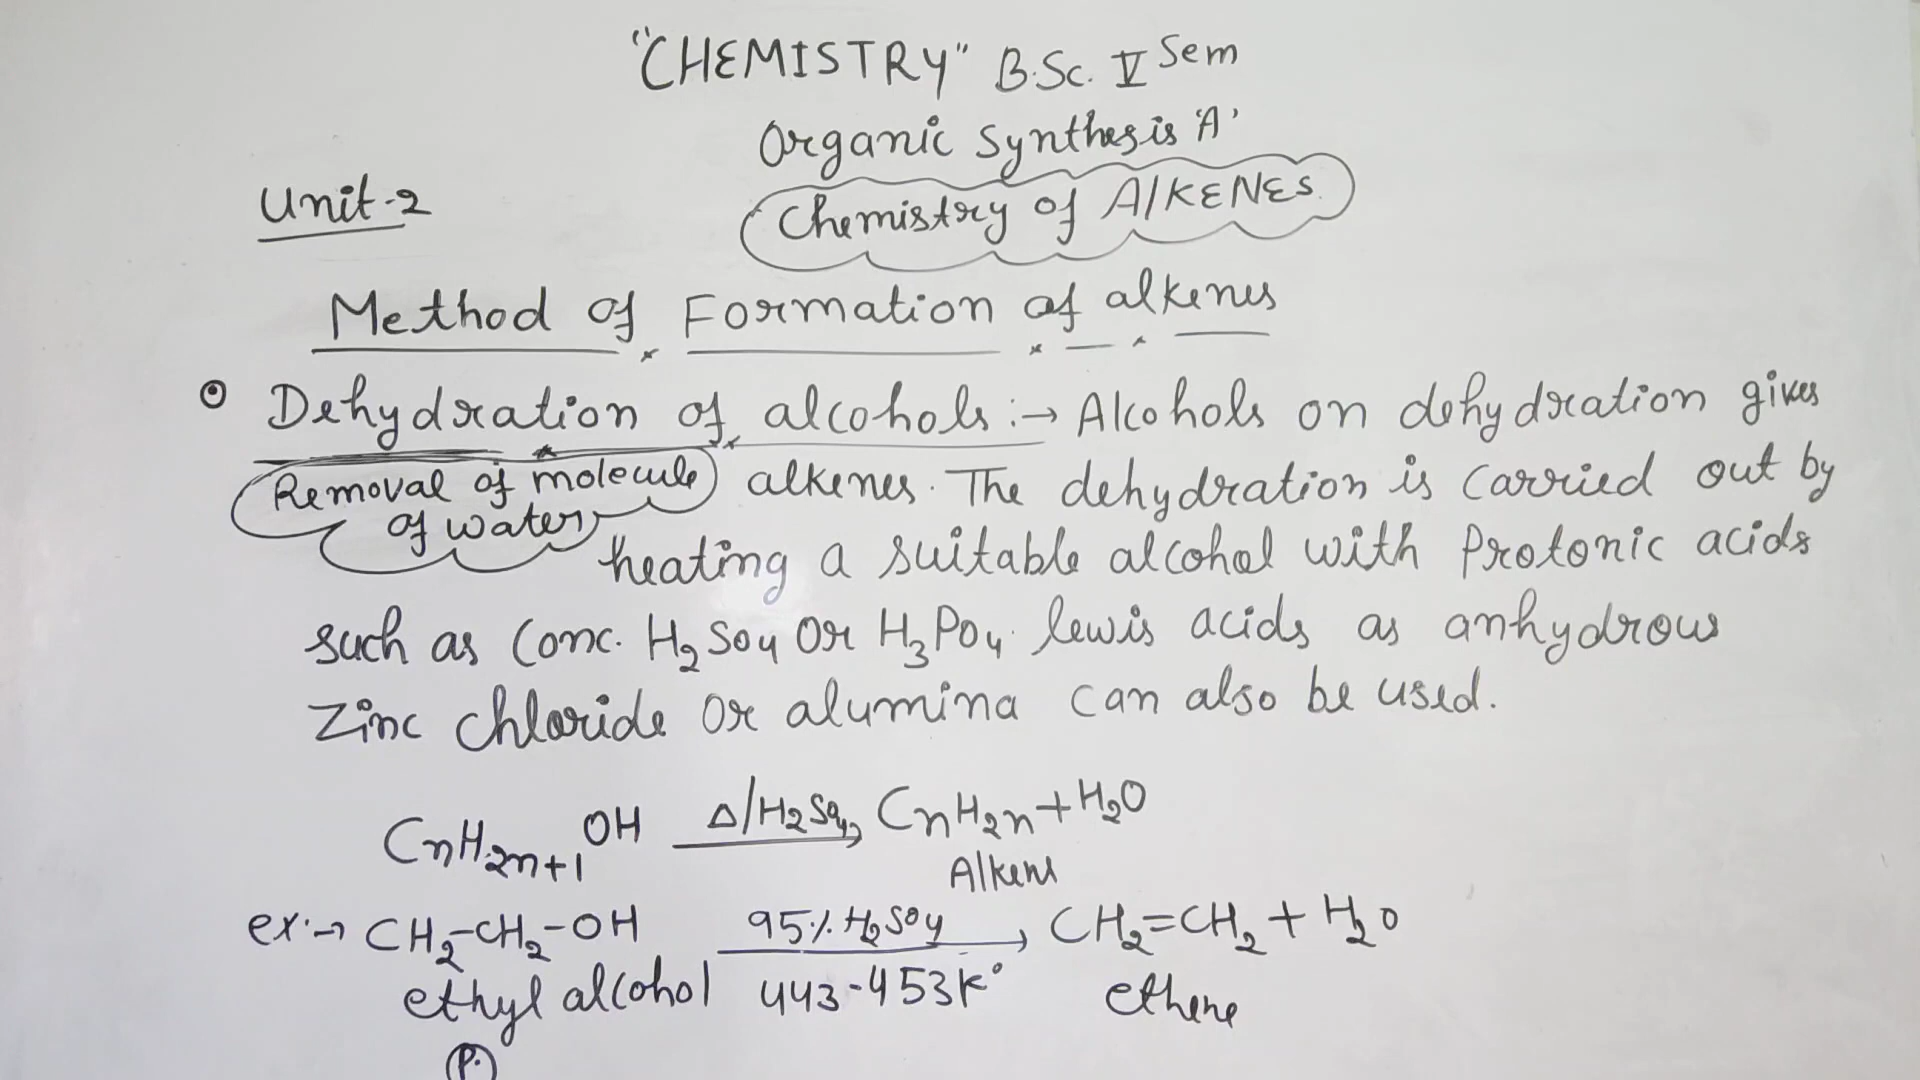 "CHEMISTRY" B.Sc. V Sem
Organic Synthesis 'A'
Unit-2
Chemistry of AlKENES.
Method of Formation of alkenes
Dehydration of alcohols :→ Alcohols on dehydration gives
Removal of molecule of water
alkenes. The dehydration is carried out by
heating a suitable alcohol with Protonic acids
such as Conc. H₂So₄ Or H₃Po₄. lewis acids as anhydrous
Zinc chloride Or alumina can also be used.
CnH₂n+1OH Δ/H₂So₄ → CnH₂n + H₂O
Alkene
ex:→ CH₂-CH₂-OH 95% H₂So₄ → CH₂=CH₂ + H₂O
ethyl alcohol 443-453K° ethene
P.